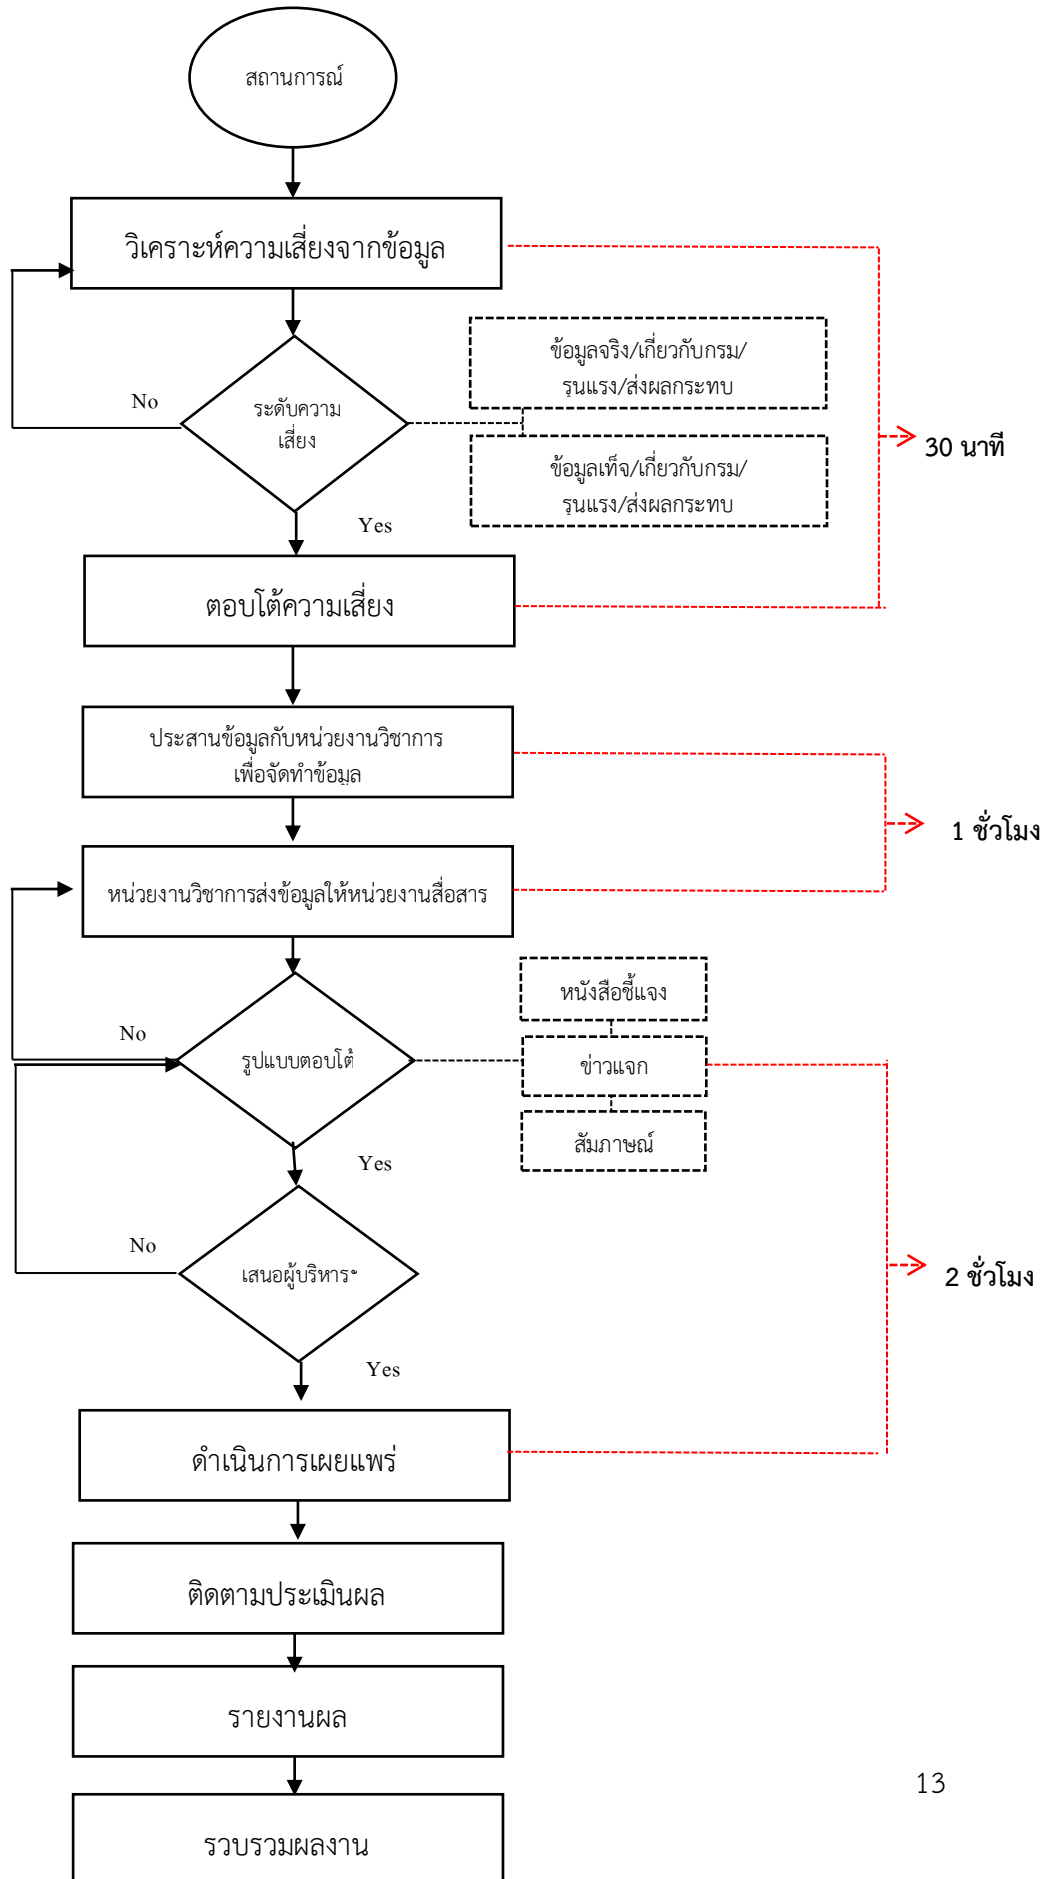 สถานการณ์
วิเคราะห์ความเสี่ยงจากข้อมูล
ข้อมูลจริง/เกี่ยวกับกรม/
รุนแรง/ส่งผลกระทบ
No
ระดับความ
เสี่ยง
30 นาที
ข้อมูลเท็จ/เกี่ยวกับกรม/
รุนแรง/ส่งผลกระทบ
Yes
ตอบโต้ความเสี่ยง
ประสานข้อมูลกับหน่วยงานวิชาการ
เพื่อจัดทำข้อมูล
1 ชั่วโมง
หน่วยงานวิชาการส่งข้อมูลให้หน่วยงานสื่อสาร
หนังสือชี้แจง
No
รูปแบบตอบโต้
ข่าวแจก
สัมภาษณ์
Yes
No
เสนอผู้บริหารฯ
2 ชั่วโมง
Yes
ดำเนินการเผยแพร่
ติดตามประเมินผล
รายงานผล
13
รวบรวมผลงาน